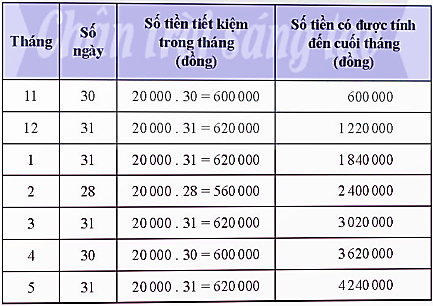 Tháng
Số
ngày
Số tiền tiết kiệm
trong tháng
(đồng)
Số tiền có được tính
đến cuối tháng
(đồng)
11 30 20 000 . 30 = 600 000 600 000
12 31 20 000 . 31 = 620 000 1 220 000
1 31 20 000 . 31 = 620 000 1 840 000
2 28 20 000 . 28 = 560 000 2 400 000
3 31 20 000 . 31 = 620 000 3 020 000
4 30 20 000 . 30 = 600 000 3 620 000
5 31 20 000 . 31 = 620 000 4 240 000
Chân trời sáng tạo